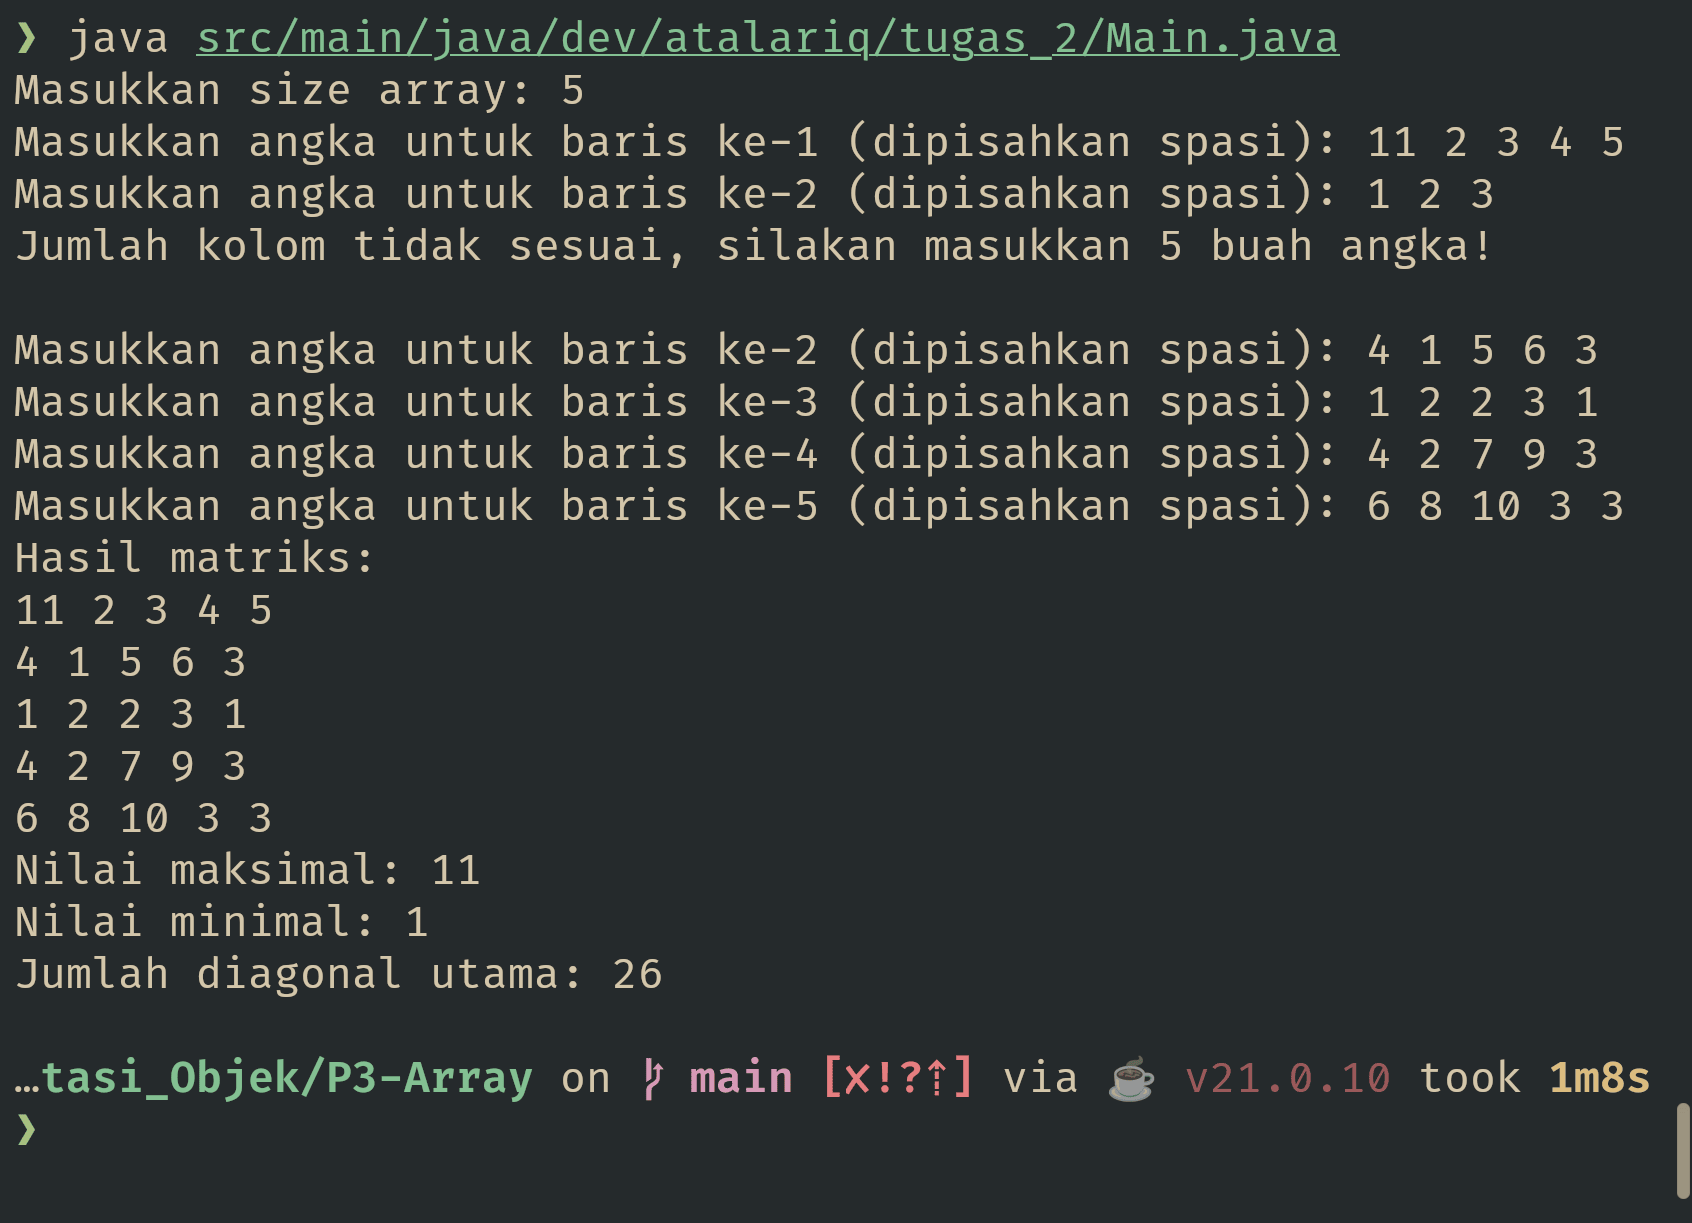 ❯ java src/main/java/dev/atalariq/tugas_2/Main.java
Masukkan size array: 5
Masukkan angka untuk baris ke-1 (dipisahkan spasi): 11 2 3 4 5
Masukkan angka untuk baris ke-2 (dipisahkan spasi): 1 2 3
Jumlah kolom tidak sesuai, silakan masukkan 5 buah angka!
Masukkan angka untuk baris ke-2 (dipisahkan spasi): 4 1 5 6 3
Masukkan angka untuk baris ke-3 (dipisahkan spasi): 1 2 2 3 1
Masukkan angka untuk baris ke-4 (dipisahkan spasi): 4 2 7 9 3
Masukkan angka untuk baris ke-5 (dipisahkan spasi): 6 8 10 3 3
Hasil matriks:
11 2 3 4 5
4 1 5 6 3
1 2 2 3 1
4 2 7 9 3
6 8 10 3 3
Nilai maksimal: 11
Nilai minimal: 1
Jumlah diagonal utama: 26
…tasi_Objek/P3-Array on main [✘!?⇡] via ☕ v21.0.10 took 1m8s
❯